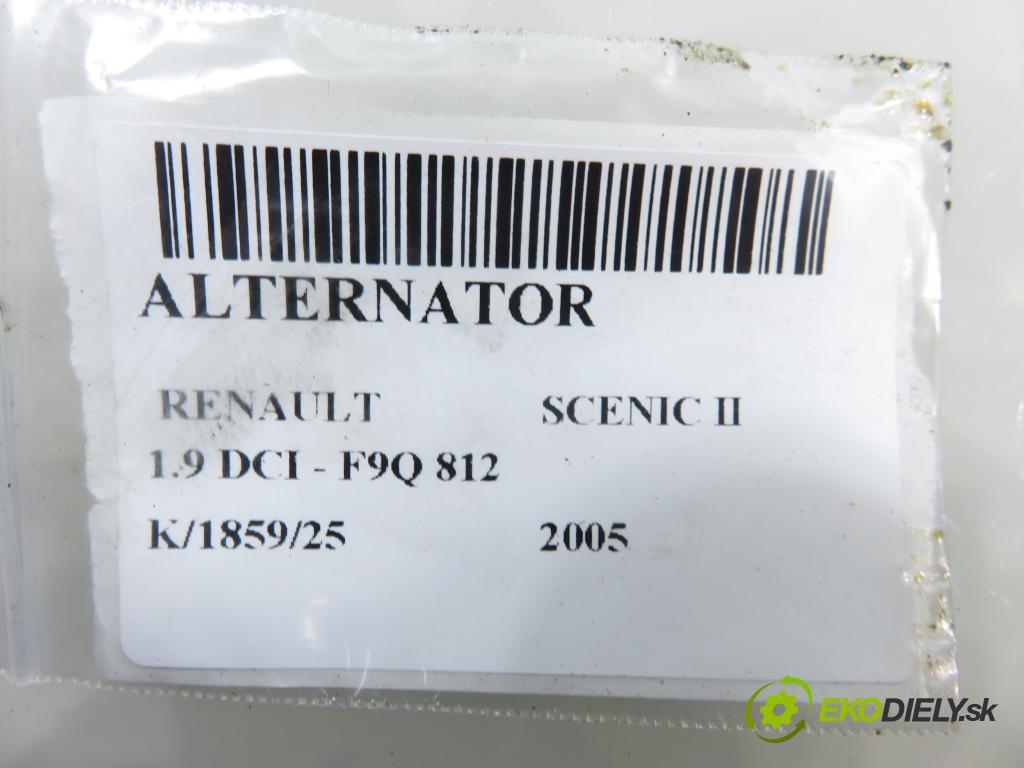 ALTERNATOR
RENAULT SCENIC II
1.9 DCI - F9Q 812
K/1859/25 2005
EKODIELY.sk